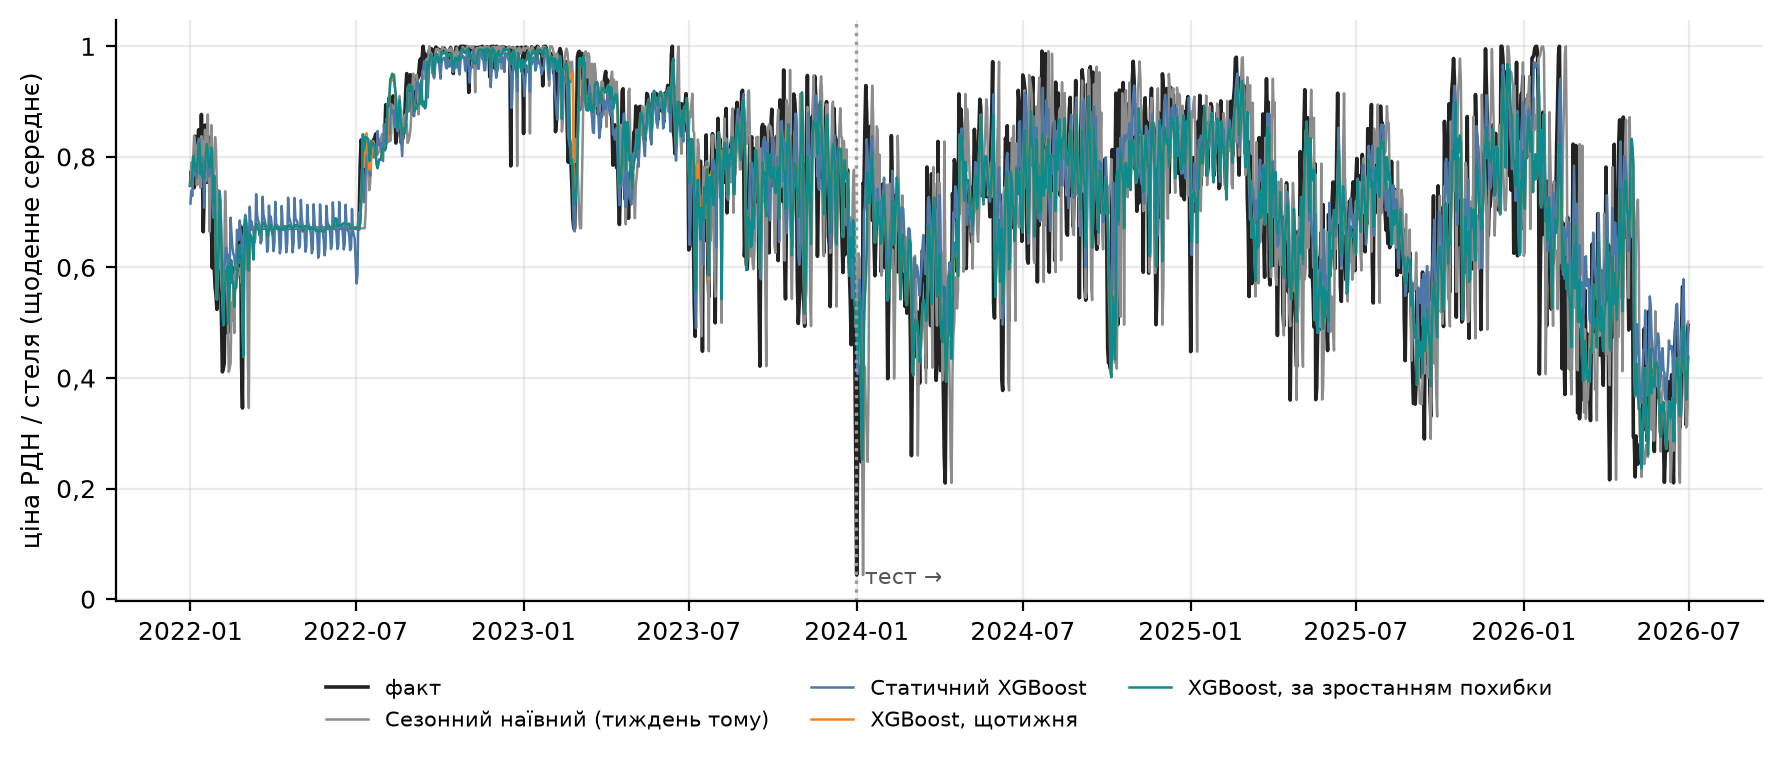 ціна РДН / стеля (щоденне середнє)
1
0,8
0,6
0,4
0,2
0
тест →
2022-01 2022-07 2023-01 2023-07 2024-01 2024-07 2025-01 2025-07 2026-01 2026-07
факт
Сезонний наївний (тиждень тому)
Статичний XGBoost
XGBoost, щотижня
XGBoost, за зростанням похибки